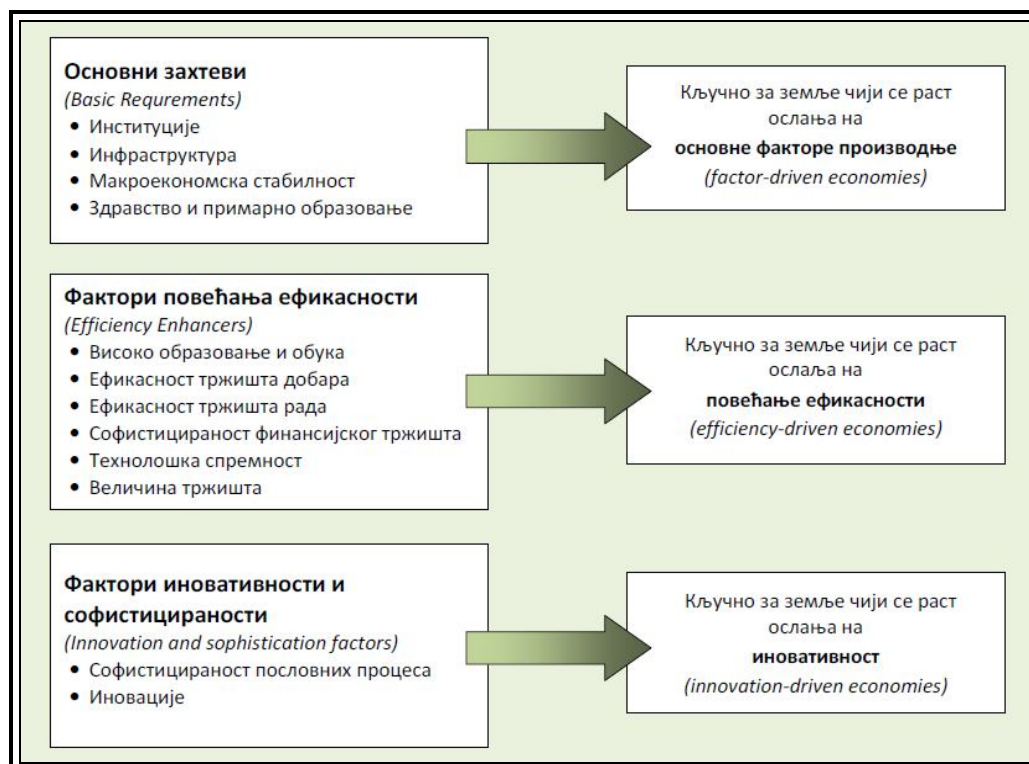 Основни захтеви
(Basic Requrements)
• Институције
• Инфраструктура
• Макроекономска стабилност
• Здравство и примарно образовање
Кључно за земље чији се раст
ослања на
основне факторе производње
(factor-driven economies)
Фактори повећања ефикасности
(Efficiency Enhancers)
• Високо образовање и обука
• Ефикасност тржишта добара
• Ефикасност тржишта рада
• Софистицираност финансијског тржишта
• Технолошка спремност
• Величина тржишта
Кључно за земље чији се раст
ослаља на
повећање ефикасности
(efficiency-driven economies)
Фактори иновативности и
софистицираности
(Innovation and sophistication factors)
• Софистицираност пословних процеса
• Иновације
Кључно за земље чији се раст
ослања на
иновативност
(innovation-driven economies)